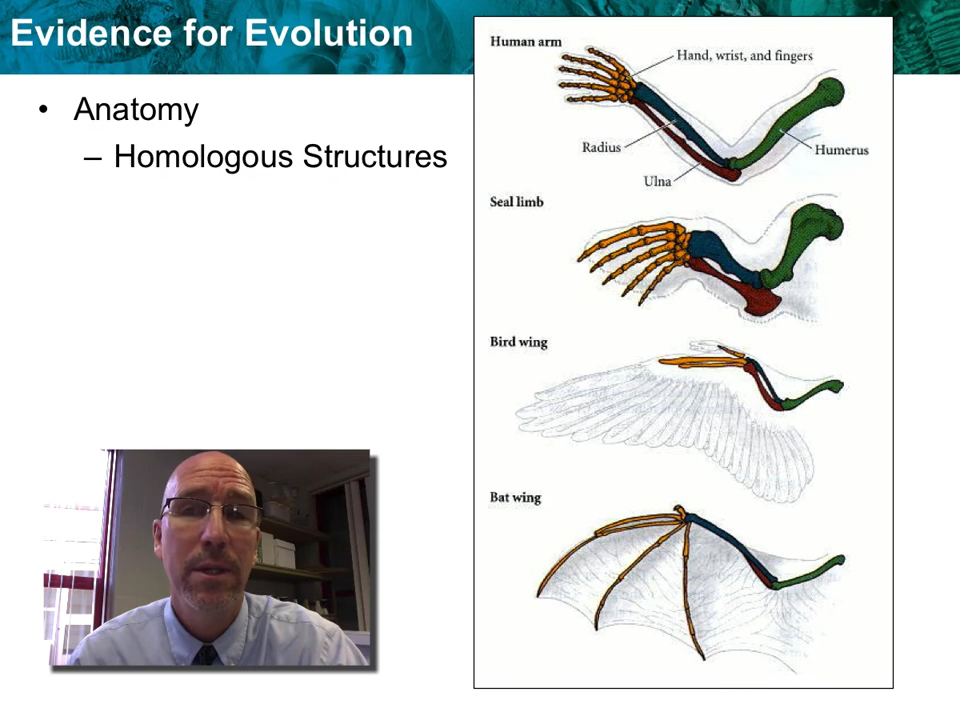 Evidence for Evolution
• Anatomy
– Homologous Structures
Human arm
Hand, wrist, and fingers
Radius
Humerus
Ulna
Seal limb
Bird wing
Bat wing